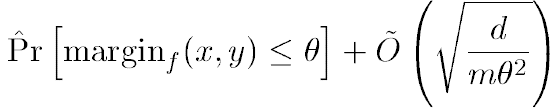 P̂r [margin_f(x, y) ≤ θ] + Õ (√(d / mθ²))